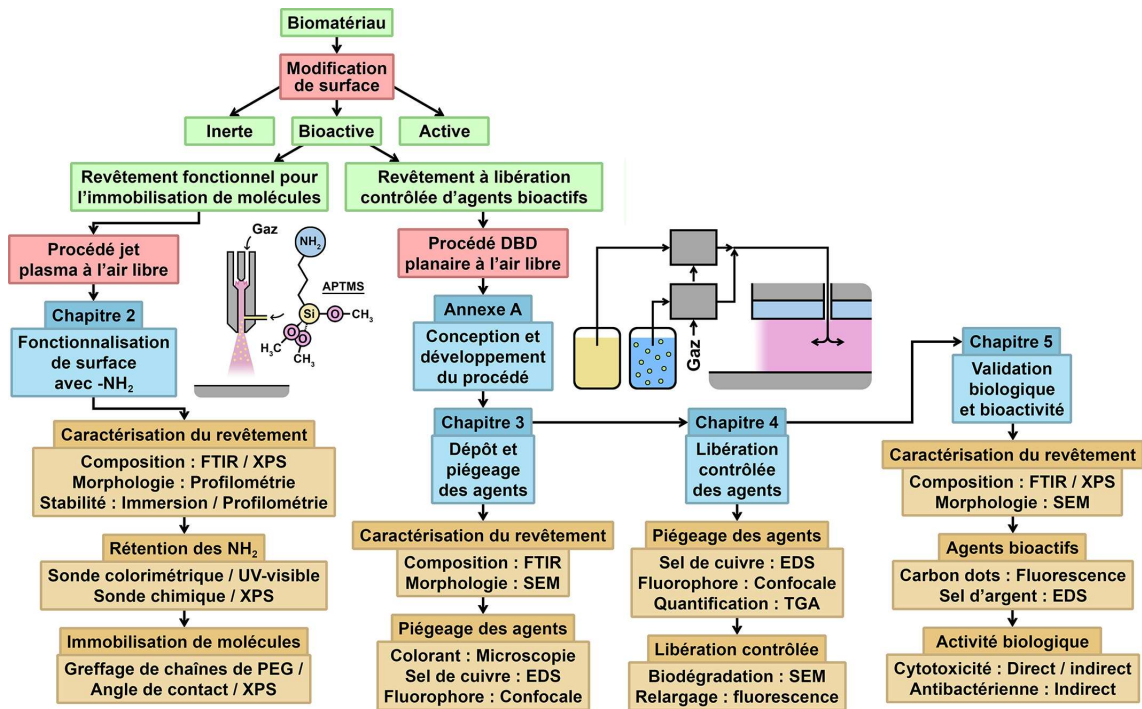 Biomatériau
Modification
de surface
Inerte
Bioactive
Active
Revêtement fonctionnel pour
l'immobilisation de molécules
Revêtement à libération
contrôlée d'agents bioactifs
Procédé jet
plasma à l'air libre
Chapitre 2
Fonctionnalisation
de surface
avec -NH₂
Caractérisation du revêtement
Composition : FTIR / XPS
Morphologie : Profilométrie
Stabilité : Immersion / Profilométrie
Rétention des NH₂
Sonde colorimétrique / UV-visible
Sonde chimique / XPS
Immobilisation de molécules
Greffage de chaînes de PEG /
Angle de contact / XPS
Gaz
NH₂
APTMS
Si
O
CH₃
O
O
H₃C
CH₃
Procédé DBD
planaire à l'air libre
Annexe A
Conception et
développement
du procédé
Gaz
Chapitre 3
Dépôt et
piégeage
des agents
Caractérisation du revêtement
Composition : FTIR
Morphologie : SEM
Piégeage des agents
Colorant : Microscopie
Sel de cuivre : EDS
Fluorophore : Confocale
Chapitre 4
Libération
contrôlée
des agents
Piégeage des agents
Sel de cuivre : EDS
Fluorophore : Confocale
Quantification : TGA
Libération contrôlée
Biodégradation : SEM
Relargage : fluorescence
Chapitre 5
Validation
biologique
et bioactivité
Caractérisation du revêtement
Composition : FTIR / XPS
Morphologie : SEM
Agents bioactifs
Carbon dots : Fluorescence
Sel d'argent : EDS
Activité biologique
Cytotoxicité : Direct / indirect
Antibactérienne : Indirect